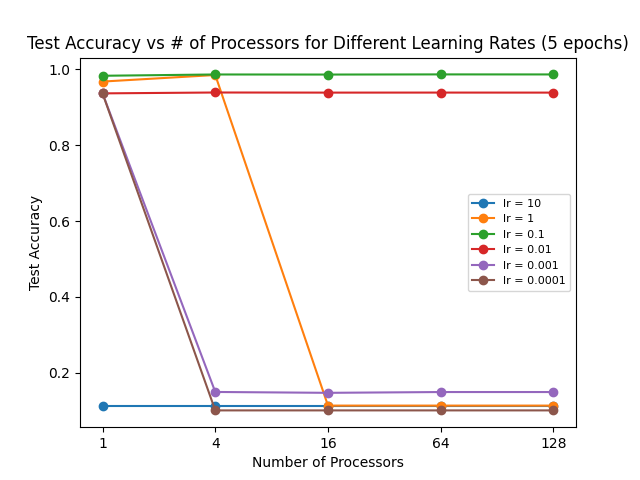 Test Accuracy vs # of Processors for Different Learning Rates (5 epochs)
1.0
0.8
0.6
0.4
0.2
Test Accuracy
lr = 10
lr = 1
lr = 0.1
lr = 0.01
lr = 0.001
lr = 0.0001
1 4 16 64 128
Number of Processors